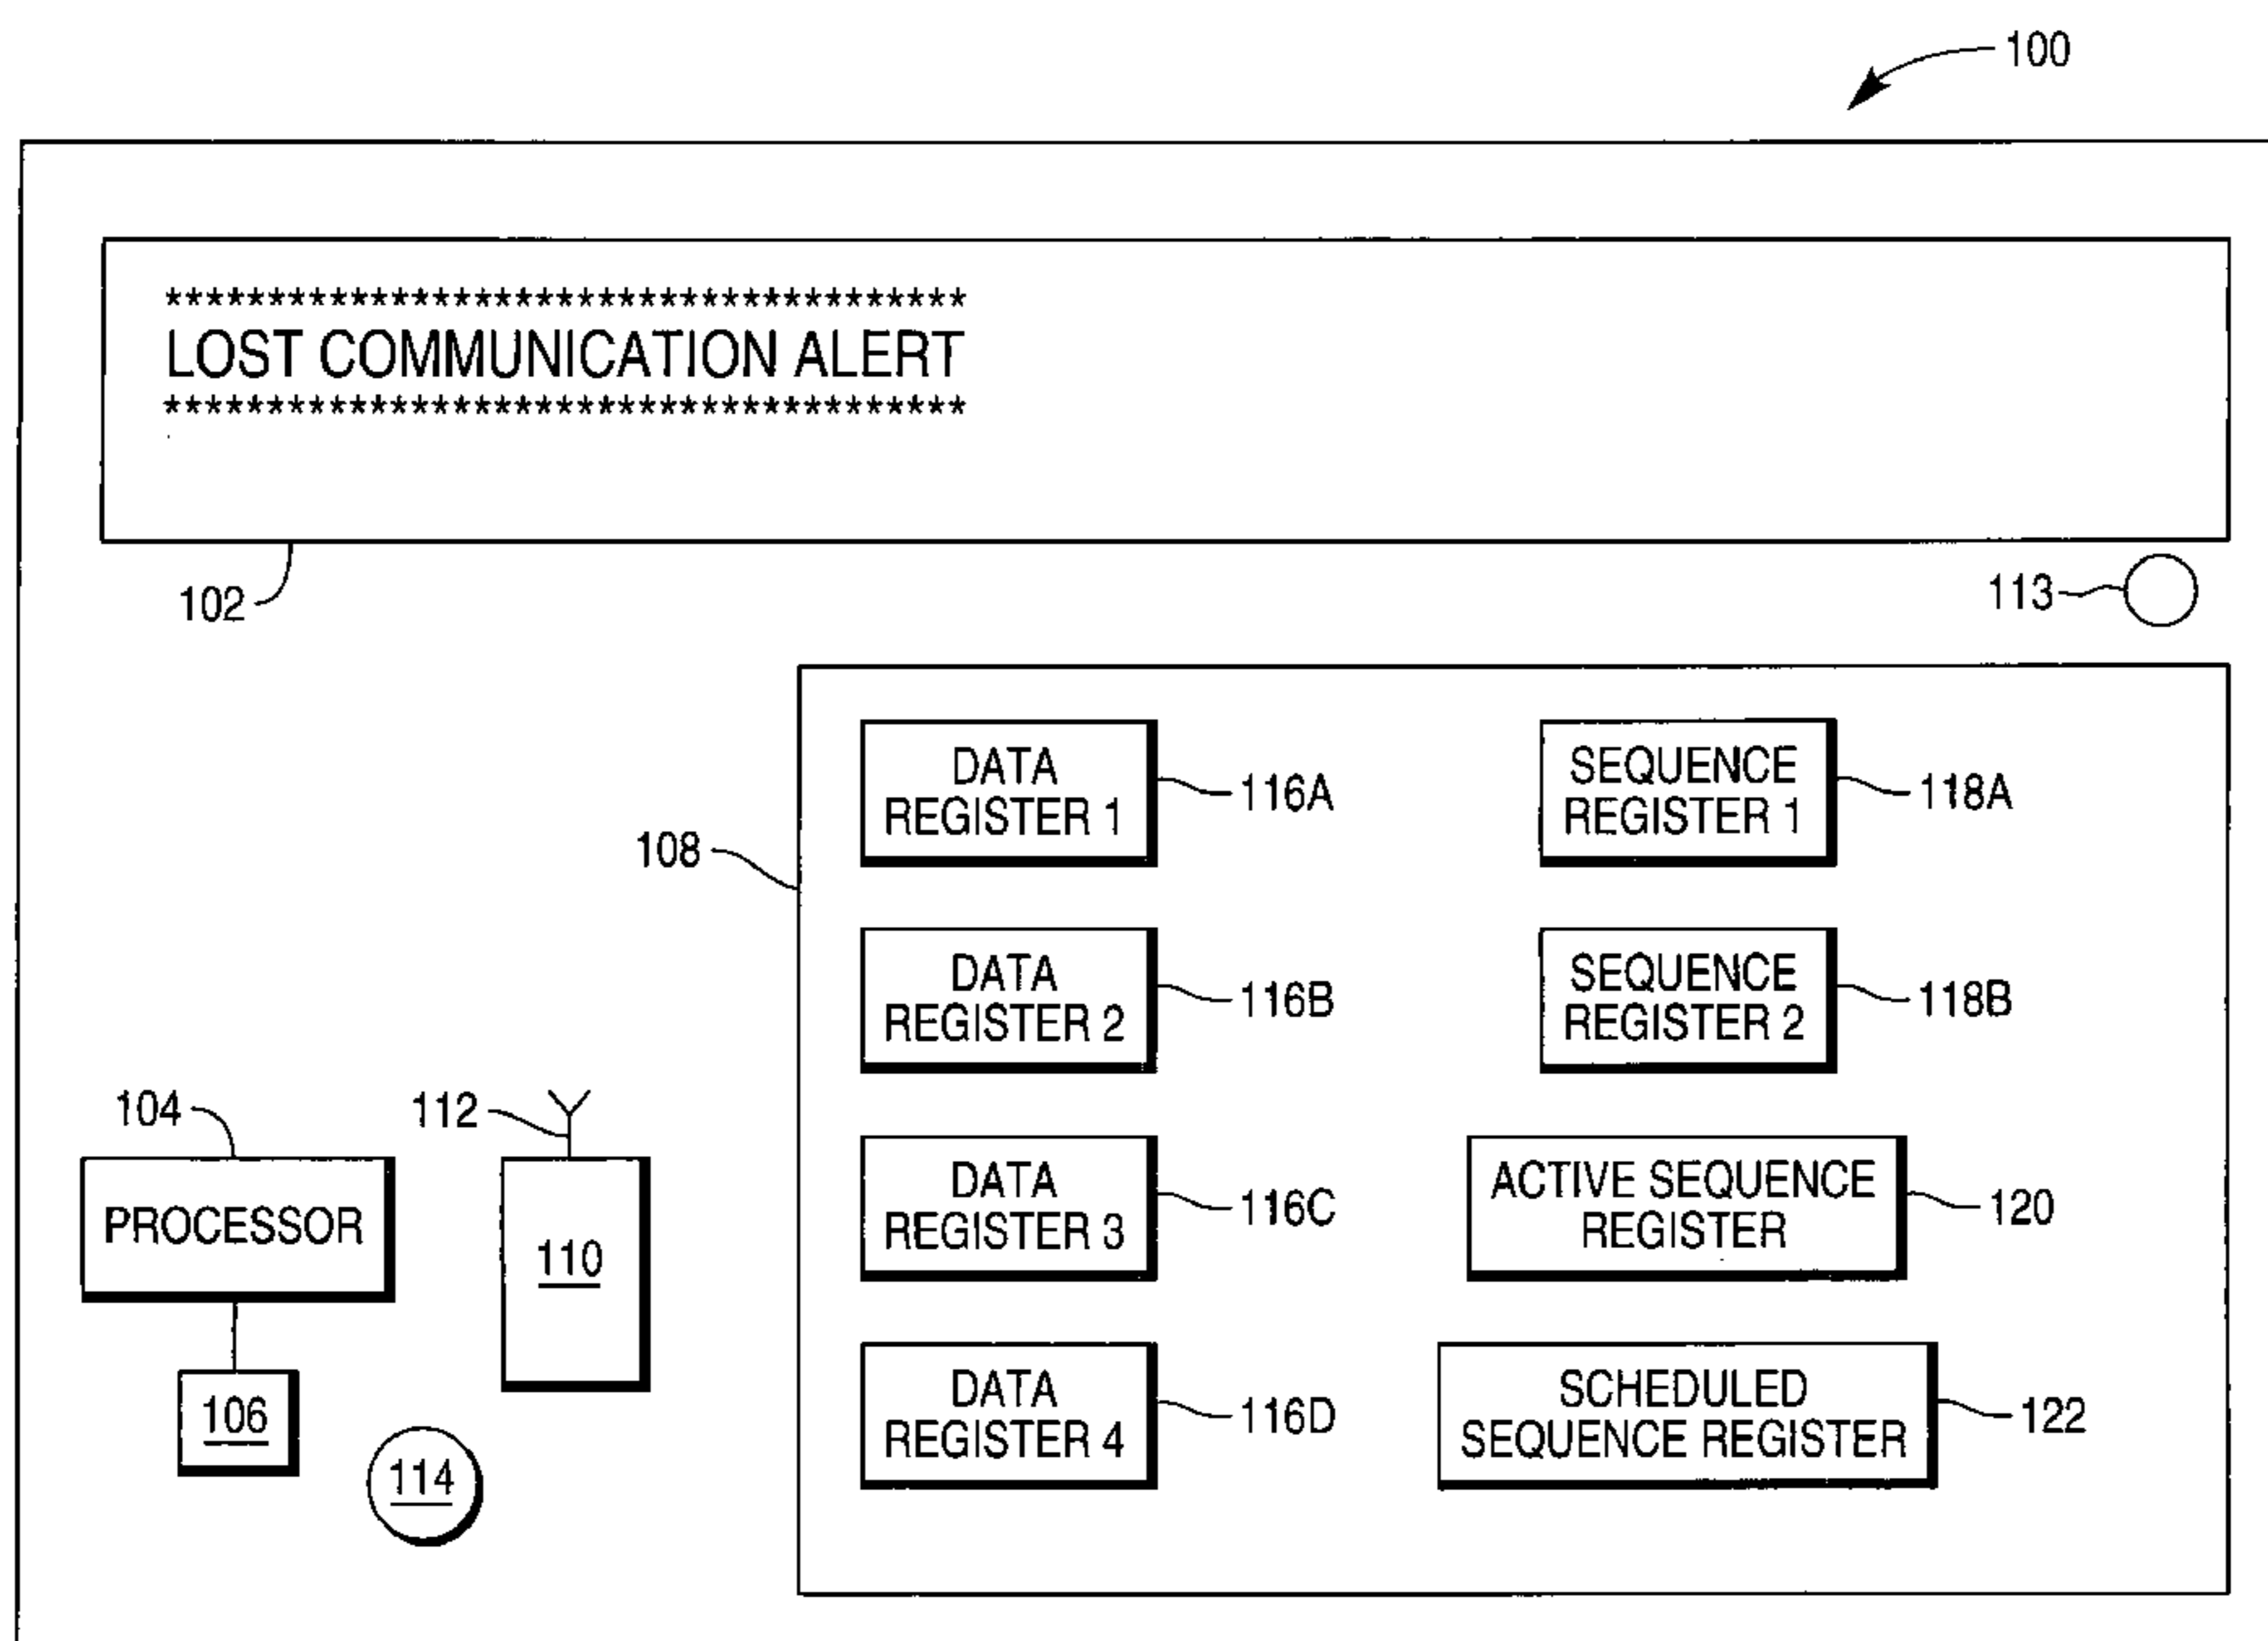 100
***************************************
LOST COMMUNICATION ALERT
***************************************
102
113
108
DATA
REGISTER 1
116A
SEQUENCE
REGISTER 1
118A
DATA
REGISTER 2
116B
SEQUENCE
REGISTER 2
118B
104
PROCESSOR
106
112
110
114
DATA
REGISTER 3
116C
ACTIVE SEQUENCE
REGISTER
120
DATA
REGISTER 4
116D
SCHEDULED
SEQUENCE REGISTER
122